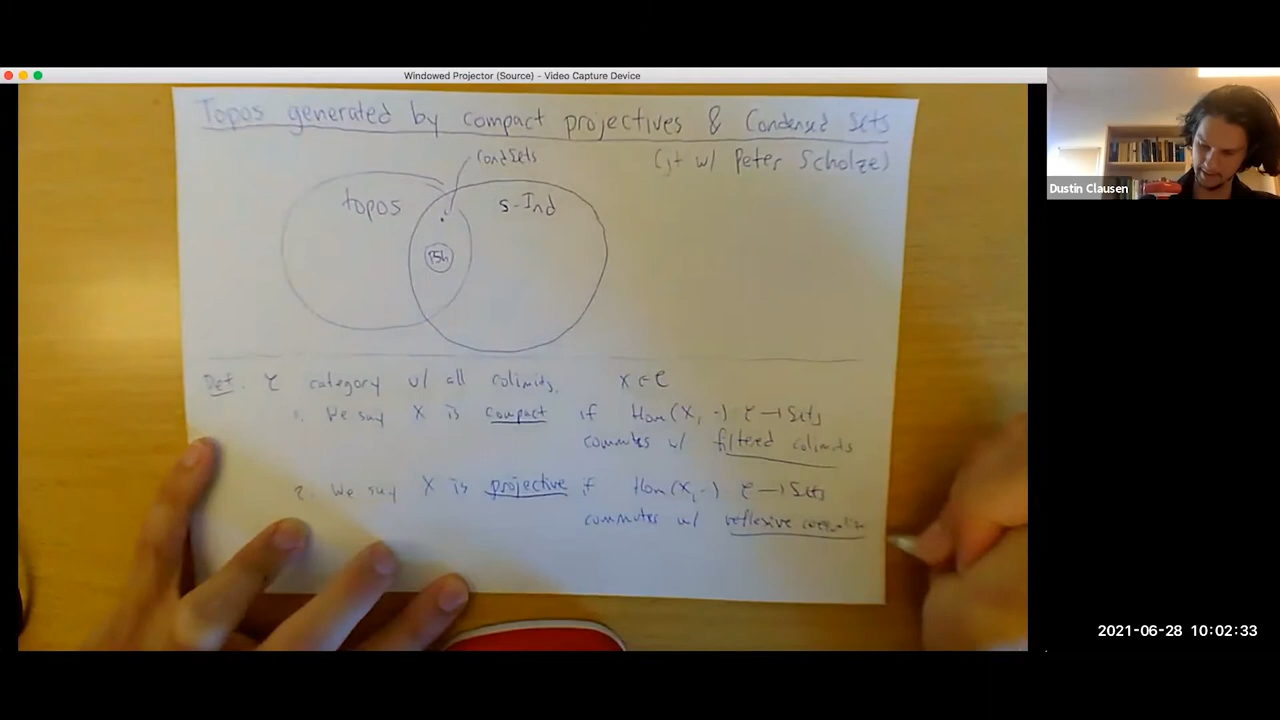 Windowed Projector (Source) - Video Capture Device
Topos generated by compact projectives & Condensed Sets
(jt w/ Peter Scholze)
CondSets
topos
s-Ind
PSh
Def. C category w/ all colimits. X ∈ C
1. We say X is compact if Hom(X, -) C → Sets
commutes w/ filtered colimits
2. We say X is projective if Hom(X, -) C → Sets
commutes w/ reflexive
Dustin Clausen
2021-06-28 10:02:33